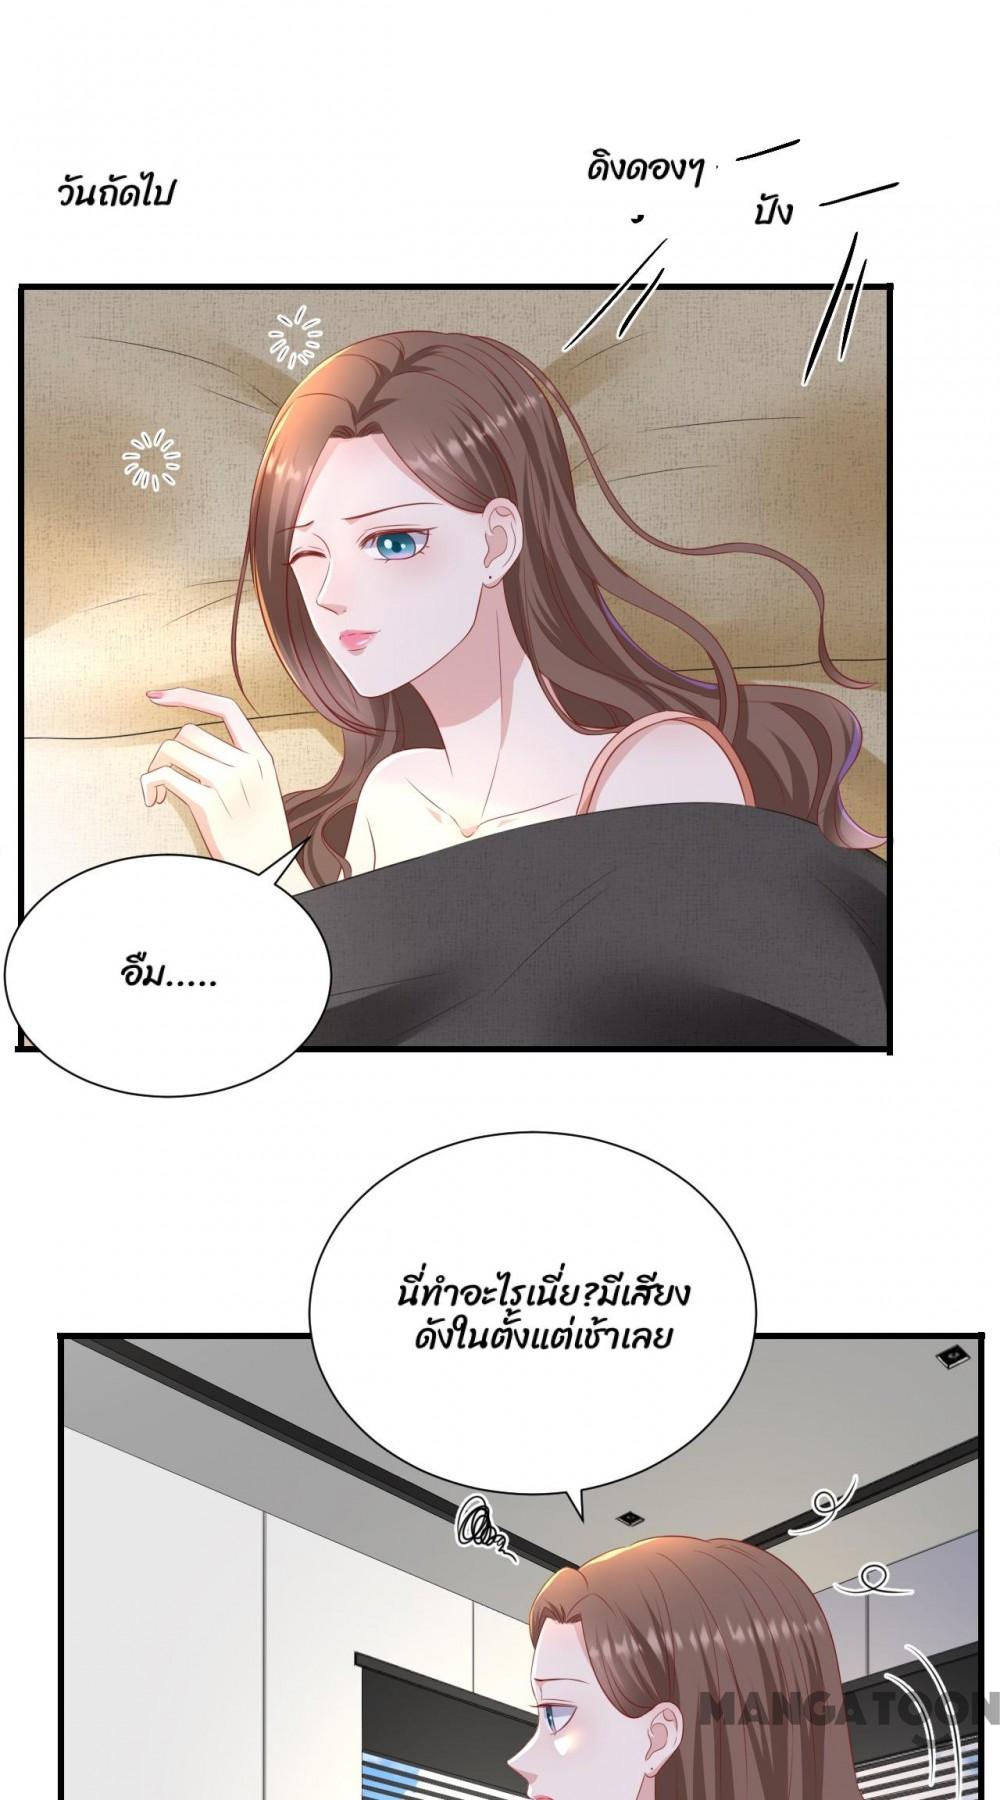 วันถัดไป
ดิงดองๆ
ปัง
อืม.....
นี่ทำอะไรเนี่ย?มีเสียง
ดังในตั้งแต่เช้าเลย
MANGATOON